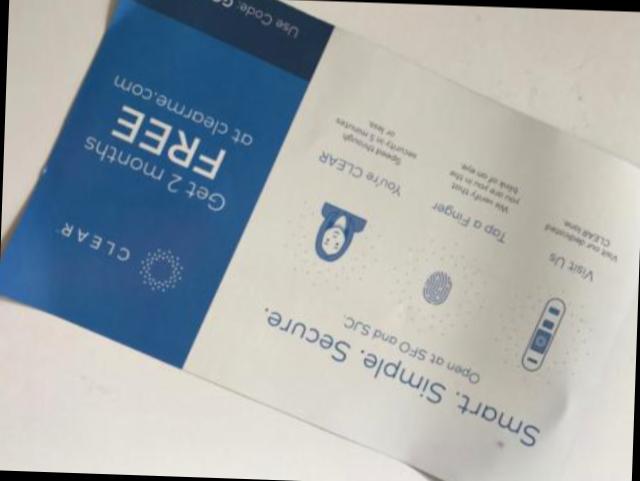 Smart. Simple. Secure.
Open at SFO and SJC.
Visit Us
Visit our dedicated
CLEAR lane.
Tap a Finger
We verify that
you are you in the
blink of an eye.
You're CLEAR
Speed through
security in 5 minutes
or less.
CLEAR
Get 2 months
FREE
at clearme.com
Use Code: